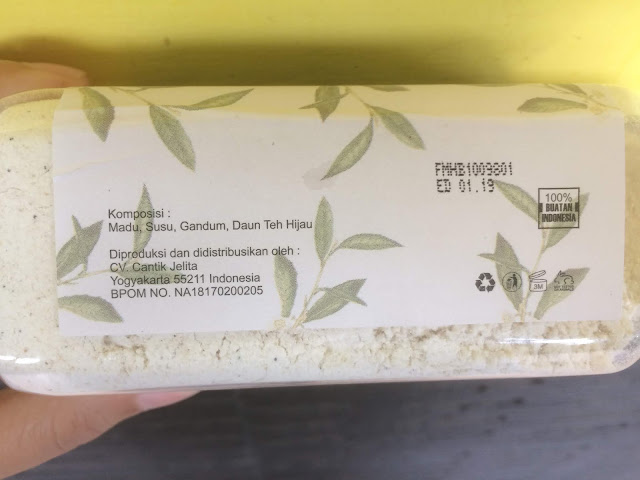 Komposisi :
Madu, Susu, Gandum, Daun Teh Hijau
Diproduksi dan didistribusikan oleh :
CV. Cantik Jelita
Yogyakarta 55211 Indonesia
BPOM NO. NA18170200205
FMHB1009801
ED 01.19
100%
BUATAN
INDONESIA
3M